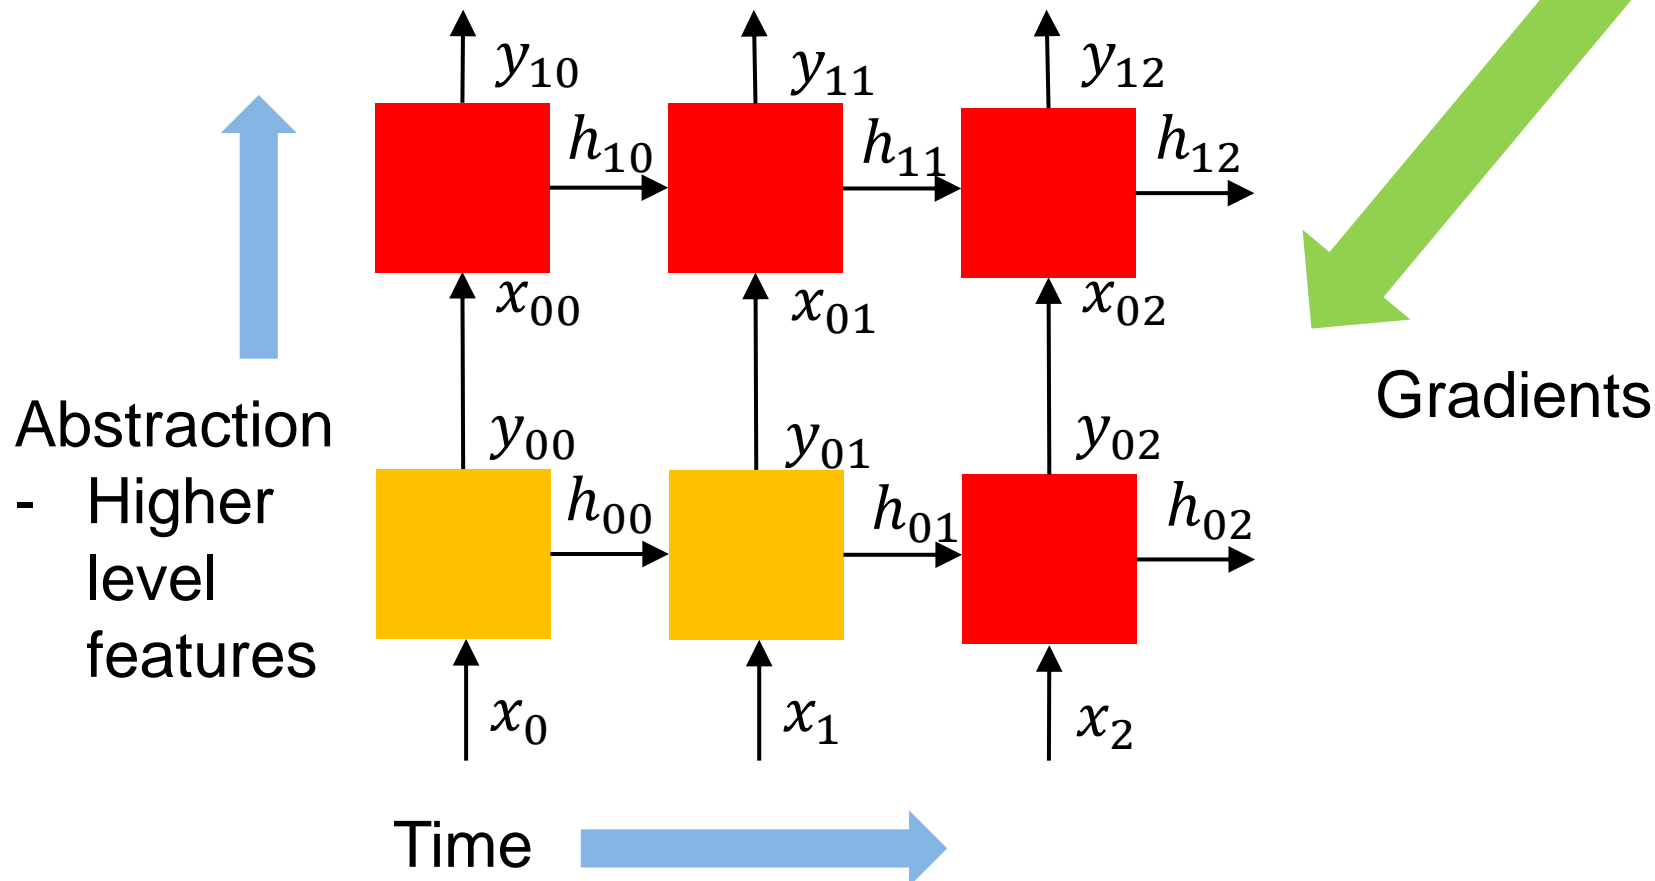 y₁₀ y₁₁ y₁₂
h₁₀ h₁₁ h₁₂
x₀₀ x₀₁ x₀₂
Gradients
Abstraction
- Higher
level
features
y₀₀ y₀₁ y₀₂
h₀₀ h₀₁ h₀₂
x₀ x₁ x₂
Time